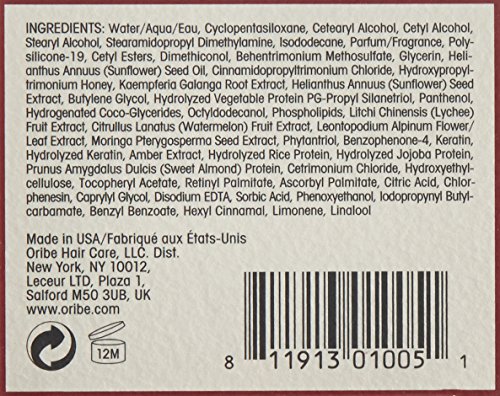 INGREDIENTS: Water/Aqua/Eau, Cyclopentasiloxane, Cetearyl Alcohol, Cetyl Alcohol,
Stearyl Alcohol, Stearamidopropyl Dimethylamine, Isododecane, Parfum/Fragrance, Poly-
silicone-19, Cetyl Esters, Dimethiconol, Behentrimonium Methosulfate, Glycerin, Heli-
anthus Annuus (Sunflower) Seed Oil, Cinnamidopropyltrimonium Chloride, Hydroxypropyl-
trimonium Honey, Kaempferia Galanga Root Extract, Helianthus Annuus (Sunflower) Seed
Extract, Butylene Glycol, Hydrolyzed Vegetable Protein PG-Propyl Silanetriol, Panthenol,
Hydrogenated Coco-Glycerides, Octyldodecanol, Phospholipids, Litchi Chinensis (Lychee)
Fruit Extract, Citrullus Lanatus (Watermelon) Fruit Extract, Leontopodium Alpinum Flower/
Leaf Extract, Moringa Pterygosperma Seed Extract, Phytantriol, Benzophenone-4, Keratin,
Hydrolyzed Keratin, Amber Extract, Hydrolyzed Rice Protein, Hydrolyzed Jojoba Protein,
Prunus Amygdalus Dulcis (Sweet Almond) Protein, Cetrimonium Chloride, Hydroxyethyl-
cellulose, Tocopheryl Acetate, Retinyl Palmitate, Ascorbyl Palmitate, Citric Acid, Chlor-
phenesin, Caprylyl Glycol, Disodium EDTA, Sorbic Acid, Phenoxyethanol, Iodopropynyl Butyl-
carbamate, Benzyl Benzoate, Hexyl Cinnamal, Limonene, Linalool
Made in USA/Fabriqué aux États-Unis
Oribe Hair Care, LLC. Dist.
New York, NY 10012,
Leceur LTD, Plaza 1,
Salford M50 3UB, UK
www.oribe.com
12M
8 11913 01005 1